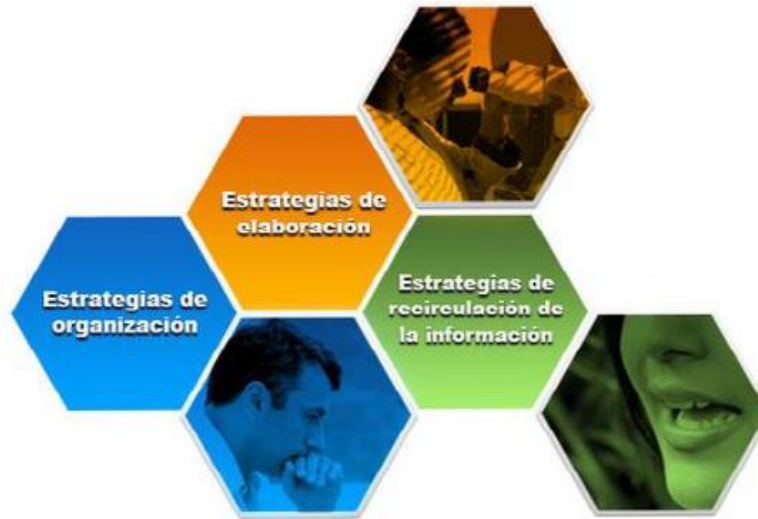 Estrategias de
elaboración
Estrategias de
organización
Estrategias de
recirculación de
la información